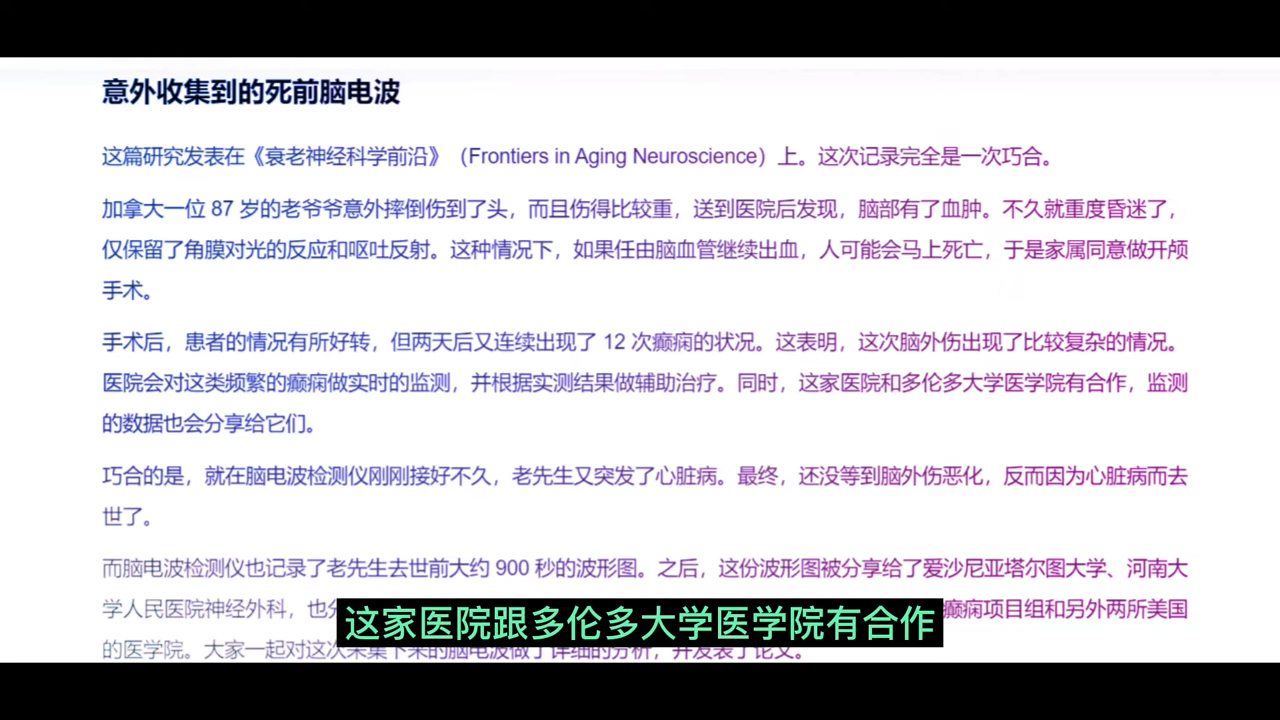 意外收集到的死前脑电波
这篇研究发表在《衰老神经科学前沿》（Frontiers in Aging Neuroscience）上。这次记录完全是一次巧合。
加拿大一位 87 岁的老爷爷意外摔倒伤到了头，而且伤得比较重，送到医院后发现，脑部有了血肿。不久就重度昏迷了，
仅保留了角膜对光的反应和呕吐反射。这种情况下，如果任由脑血管继续出血，人可能会马上死亡，于是家属同意做开颅
手术。
手术后，患者的情况有所好转，但两天后又连续出现了 12 次癫痫的状况。这表明，这次脑外伤出现了比较复杂的情况。
医院会对这类频繁的癫痫做实时的监测，并根据实测结果做辅助治疗。同时，这家医院和多伦多大学医学院有合作，监测
的数据也会分享给它们。
巧合的是，就在脑电波检测仪刚刚接好不久，老先生又突发了心脏病。最终，还没等到脑外伤恶化，反而因为心脏病而去
世了。
而脑电波检测仪也记录了老先生去世前大约 900 秒的波形图。之后，这份波形图被分享给了爱沙尼亚塔尔图大学、河南大
学人民医院神经外科，也分 癫痫项目组和另外两所美国
的医学院。大家一起对这次采集下来的脑电波做了详细的分析，并发表了论文。
这家医院跟多伦多大学医学院有合作